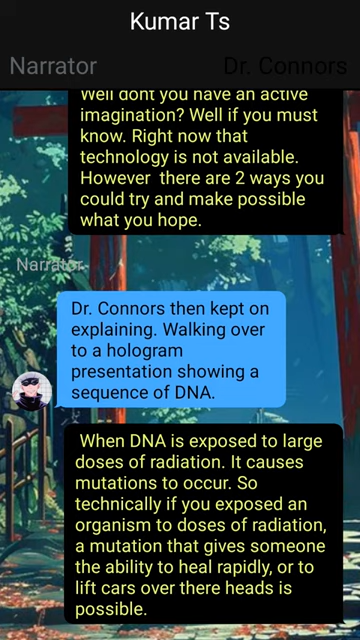 Kumar Ts
Narrator
Dr. Connors
Well dont you have an active
imagination? Well if you must
know. Right now that
technology is not available.
However  there are 2 ways you
could try and make possible
what you hope.
Narrator
Dr. Connors then kept on
explaining. Walking over
to a hologram
presentation showing a
sequence of DNA.
When DNA is exposed to large
doses of radiation. It causes
mutations to occur. So
technically if you exposed an
organism to doses of radiation,
a mutation that gives someone
the ability to heal rapidly, or to
lift cars over there heads is
possible.